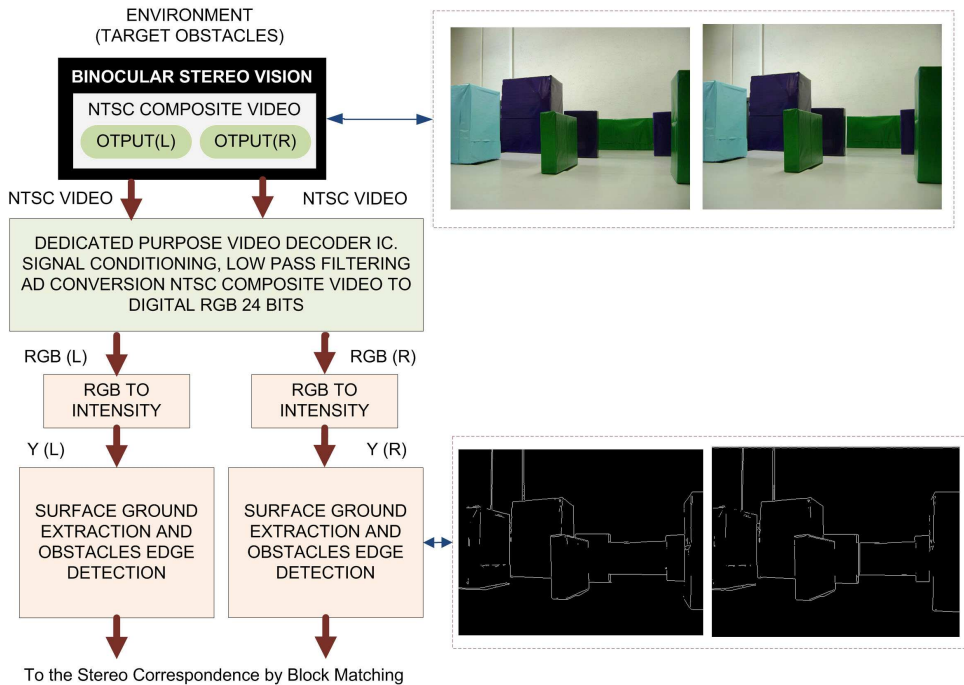 ENVIRONMENT
(TARGET OBSTACLES)
BINOCULAR STEREO VISION
NTSC COMPOSITE VIDEO
OTPUT(L)
OTPUT(R)
NTSC VIDEO
NTSC VIDEO
DEDICATED PURPOSE VIDEO DECODER IC.
SIGNAL CONDITIONING, LOW PASS FILTERING
AD CONVERSION NTSC COMPOSITE VIDEO TO
DIGITAL RGB 24 BITS
RGB (L)
RGB (R)
RGB TO
INTENSITY
RGB TO
INTENSITY
Y (L)
Y (R)
SURFACE GROUND
EXTRACTION AND
OBSTACLES EDGE
DETECTION
SURFACE GROUND
EXTRACTION AND
OBSTACLES EDGE
DETECTION
To the Stereo Correspondence by Block Matching